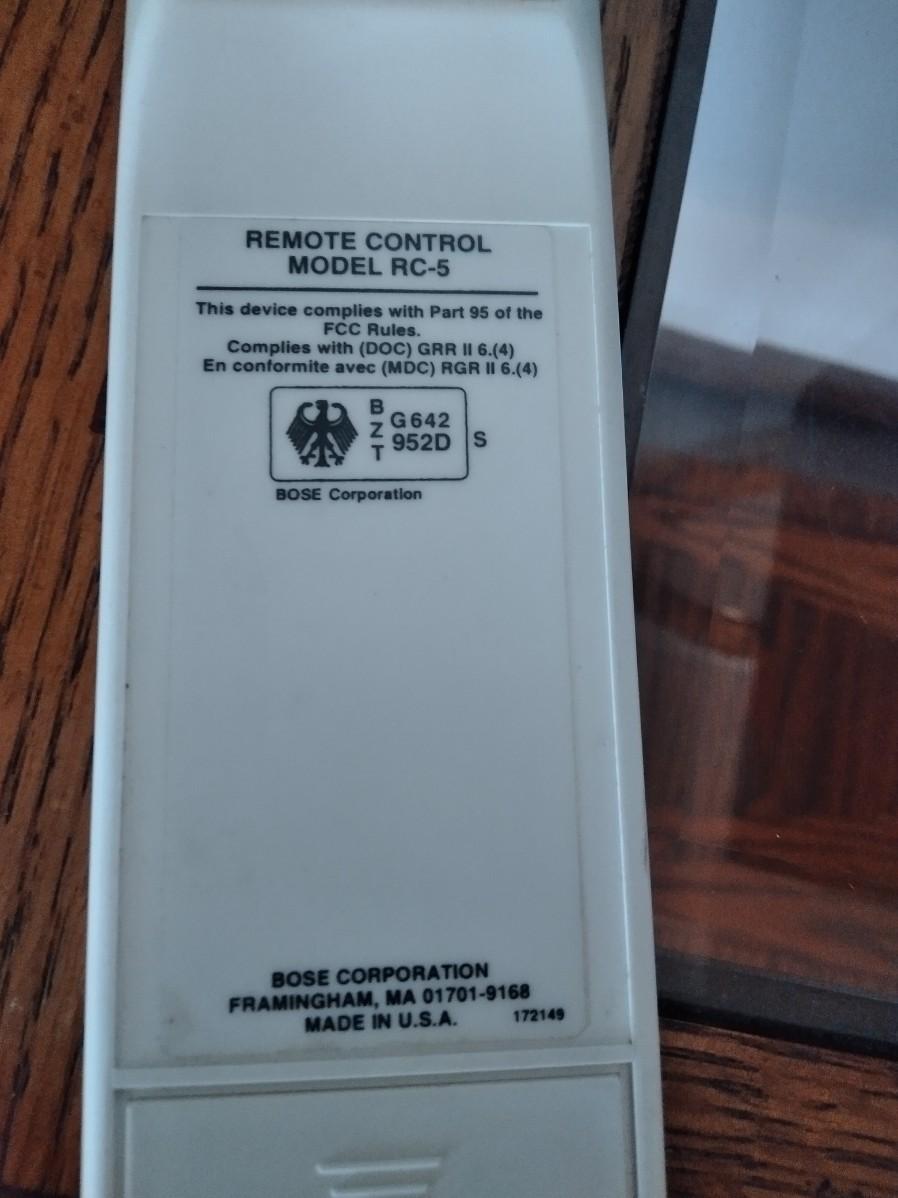 REMOTE CONTROL
MODEL RC-5
This device complies with Part 95 of the
FCC Rules.
Complies with (DOC) GRR II 6.(4)
En conformite avec (MDC) RGR II 6.(4)
BZT
G642
952D
S
BOSE Corporation
BOSE CORPORATION
FRAMINGHAM, MA 01701-9168
MADE IN U.S.A.
172149